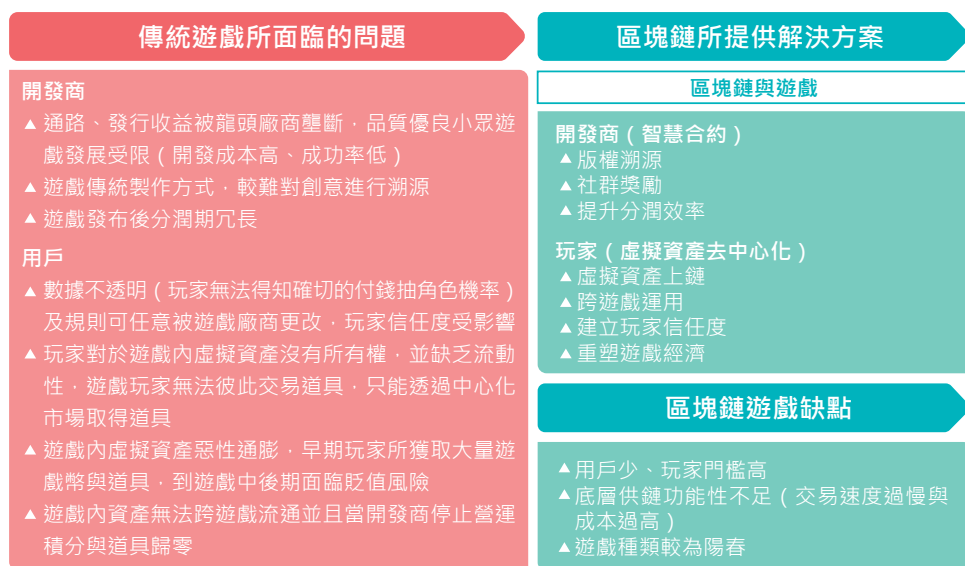 傳統遊戲所面臨的問題
開發商
▲通路、發行收益被龍頭廠商壟斷，品質優良小眾遊
戲發展受限（開發成本高、成功率低）
▲遊戲傳統製作方式，較難對創意進行溯源
▲遊戲發布後分潤期冗長
用戶
▲數據不透明（玩家無法得知確切的付錢抽角色機率）
及規則可任意被遊戲廠商更改，玩家信任度受影響
▲玩家對於遊戲內虛擬資產沒有所有權，並缺乏流動
性，遊戲玩家無法彼此交易道具，只能透過中心化
市場取得道具
▲遊戲內虛擬資產惡性通膨，早期玩家所獲取大量遊
戲幣與道具，到遊戲中後期面臨貶值風險
▲遊戲內資產無法跨遊戲流通並且當開發商停止營運
積分與道具歸零
區塊鏈所提供解決方案
區塊鏈與遊戲
開發商（智慧合約）
▲版權溯源
▲社群獎勵
▲提升分潤效率
玩家（虛擬資產去中心化）
▲虛擬資產上鏈
▲跨遊戲運用
▲建立玩家信任度
▲重塑遊戲經濟
區塊鏈遊戲缺點
▲用戶少、玩家門檻高
▲底層供鏈功能性不足（交易速度過慢與
成本過高）
▲遊戲種類較為陽春